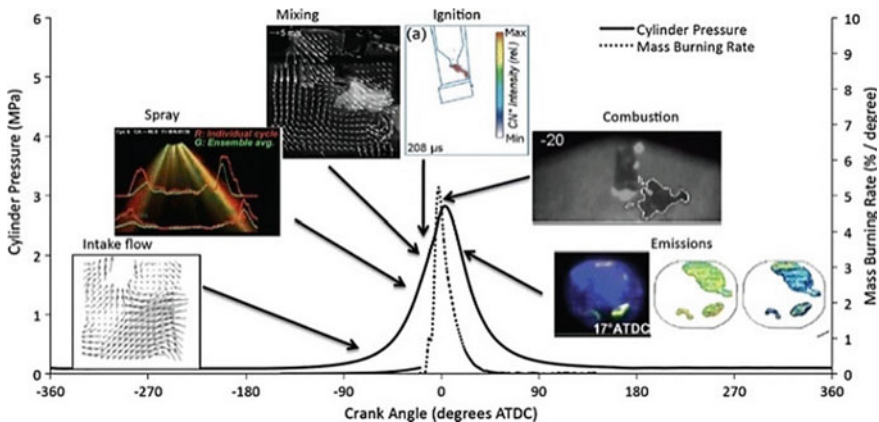 Mixing
Ignition
Cylinder Pressure
Mass Burning Rate
(a)
Max
CN* Intensity (rel.)
Min
208 µs
Spray
R: Individual cycle
G: Ensemble avg.
Combustion
-20
Intake flow
Emissions
17°ATDC
Cylinder Pressure (MPa)
6
5
4
3
2
1
0
Mass Burning Rate (% / degree)
10
9
8
7
6
5
4
3
2
1
0
-360 -270 -180 -90 0 90 180 270 360
Crank Angle (degrees ATDC)